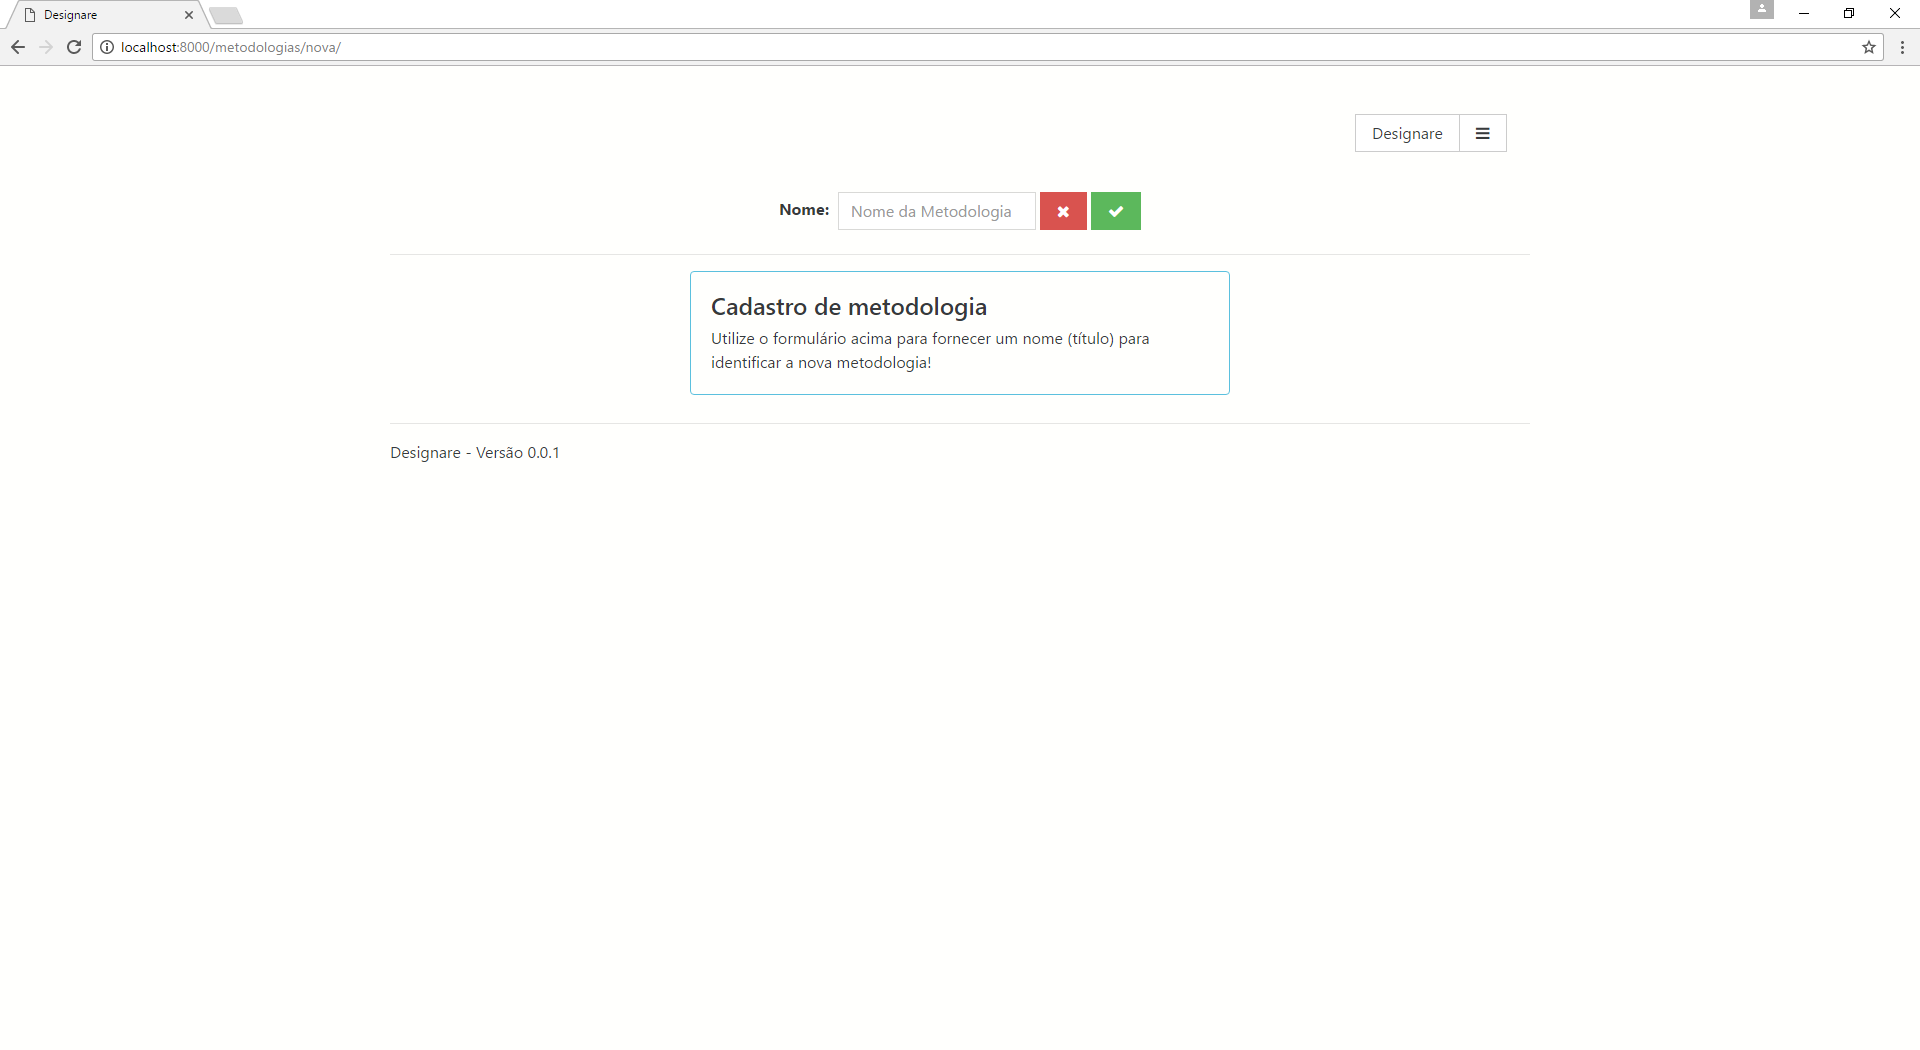 Designare
localhost:8000/metodologias/nova/
Designare
Nome: Nome da Metodologia
Cadastro de metodologia
Utilize o formulário acima para fornecer um nome (título) para
identificar a nova metodologia!
Designare - Versão 0.0.1